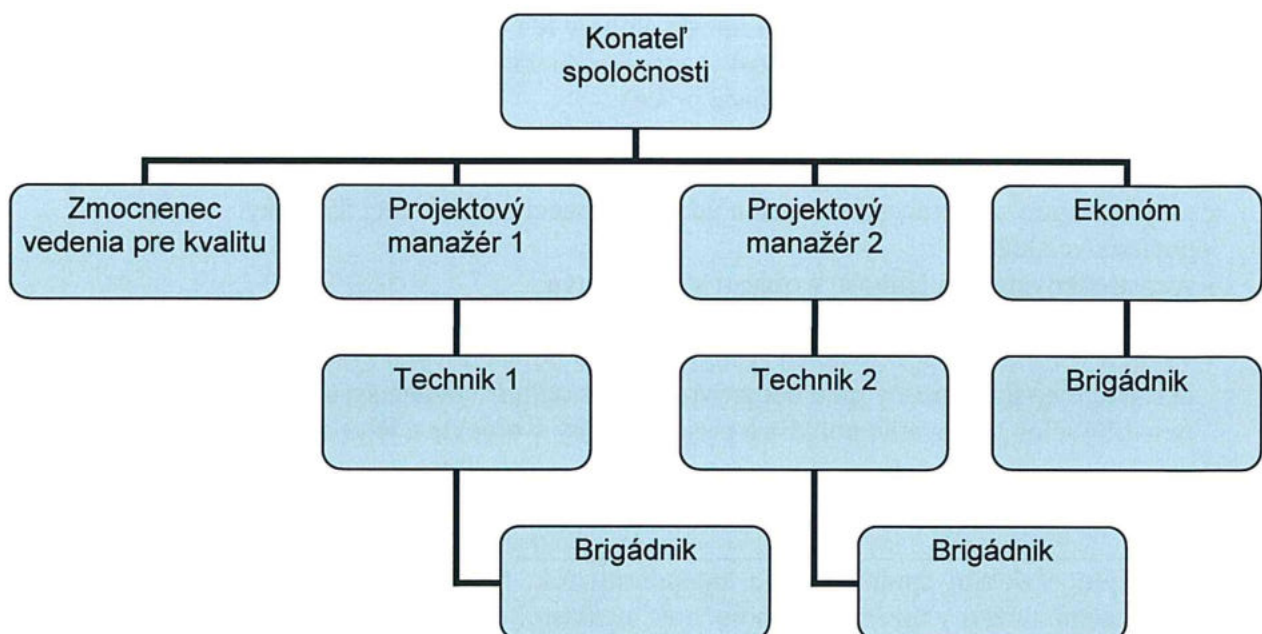 Konateľ
spoločnosti
Zmocnenec
vedenia pre kvalitu
Projektový
manažér 1
Projektový
manažér 2
Ekonóm
Technik 1
Technik 2
Brigádnik
Brigádnik
Brigádnik